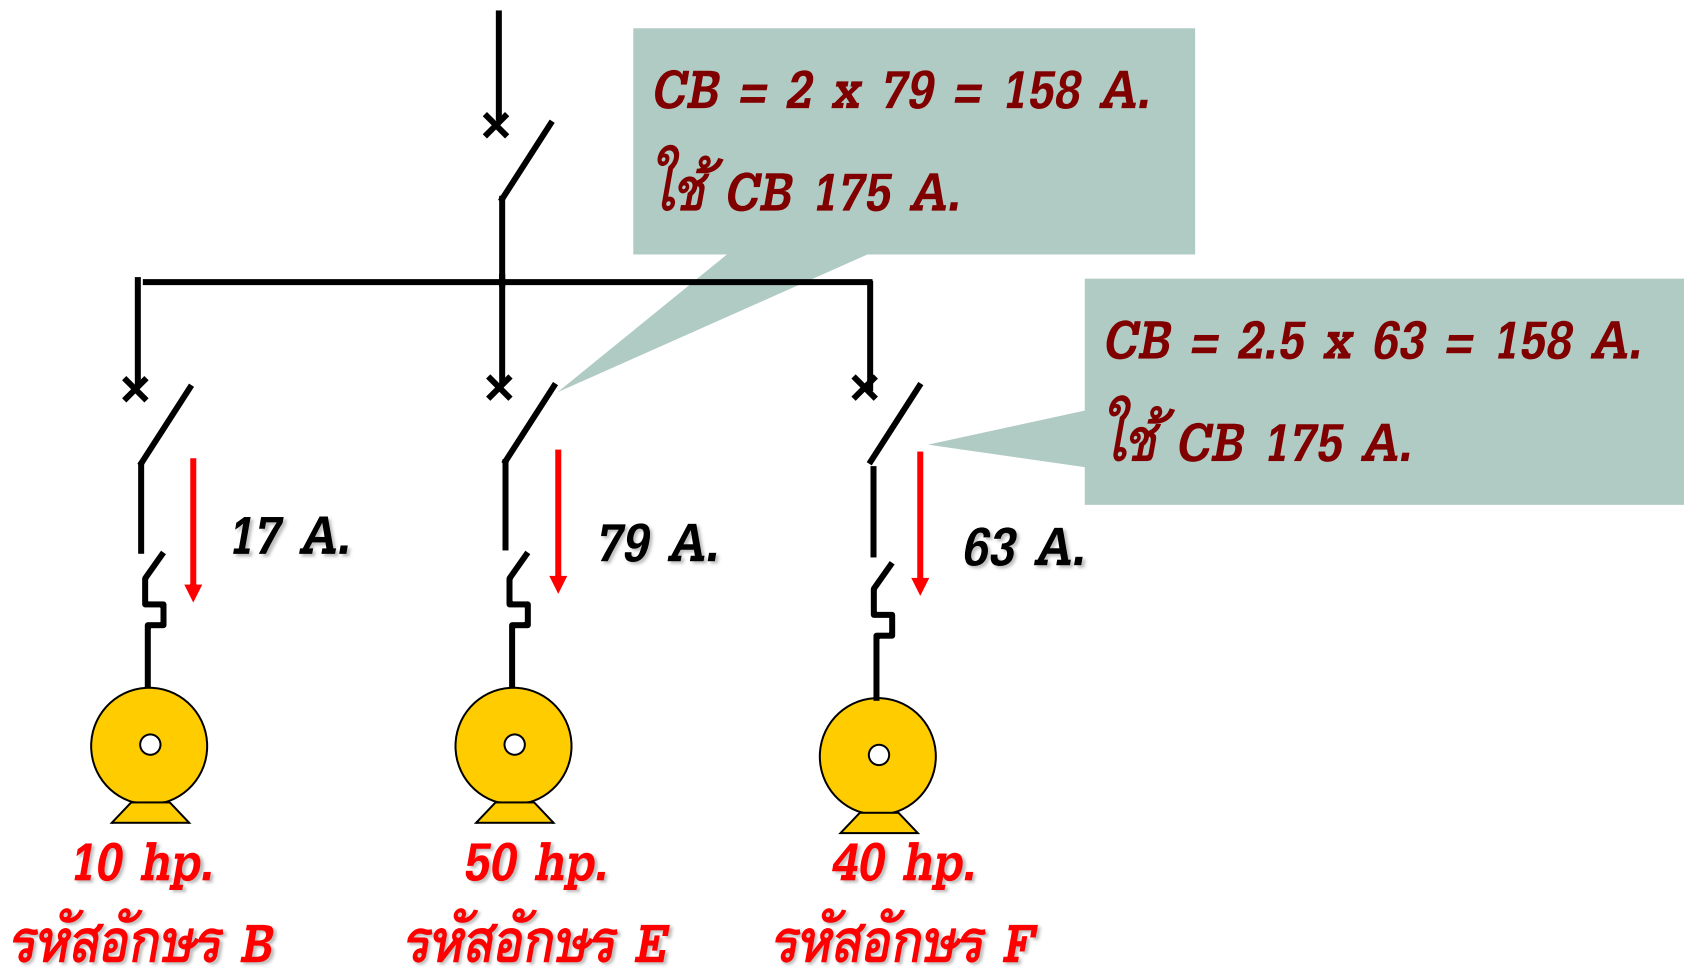 CB = 2 x 79 = 158 A.
ใช้ CB 175 A.
CB = 2.5 x 63 = 158 A.
ใช้ CB 175 A.
17 A.
79 A.
63 A.
10 hp.
รหัสอักษร B
50 hp.
รหัสอักษร E
40 hp.
รหัสอักษร F